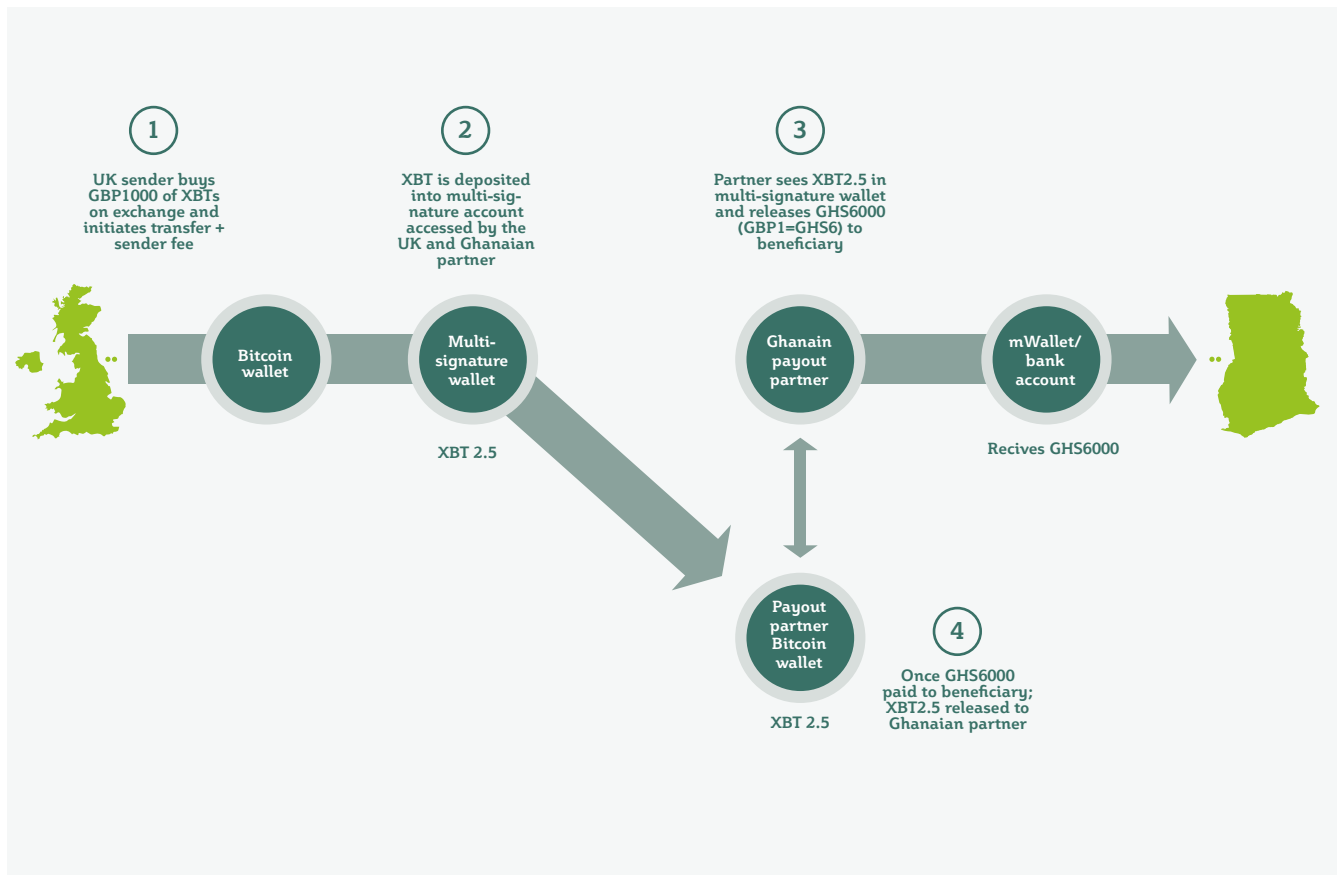 1
UK sender buys
GBP1000 of XBTs
on exchange and
initiates transfer +
sender fee
2
XBT is deposited
into multi-sig-
nature account
accessed by the
UK and Ghanaian
partner
3
Partner sees XBT2.5 in
multi-signature wallet
and releases GHS6000
(GBP1=GHS6) to
beneficiary
Bitcoin
wallet
Multi-
signature
wallet
XBT 2.5
Ghanain
payout
partner
mWallet/
bank
account
Recives GHS6000
Payout
partner
Bitcoin
wallet
XBT 2.5
4
Once GHS6000
paid to beneficiary;
XBT2.5 released to
Ghanaian partner